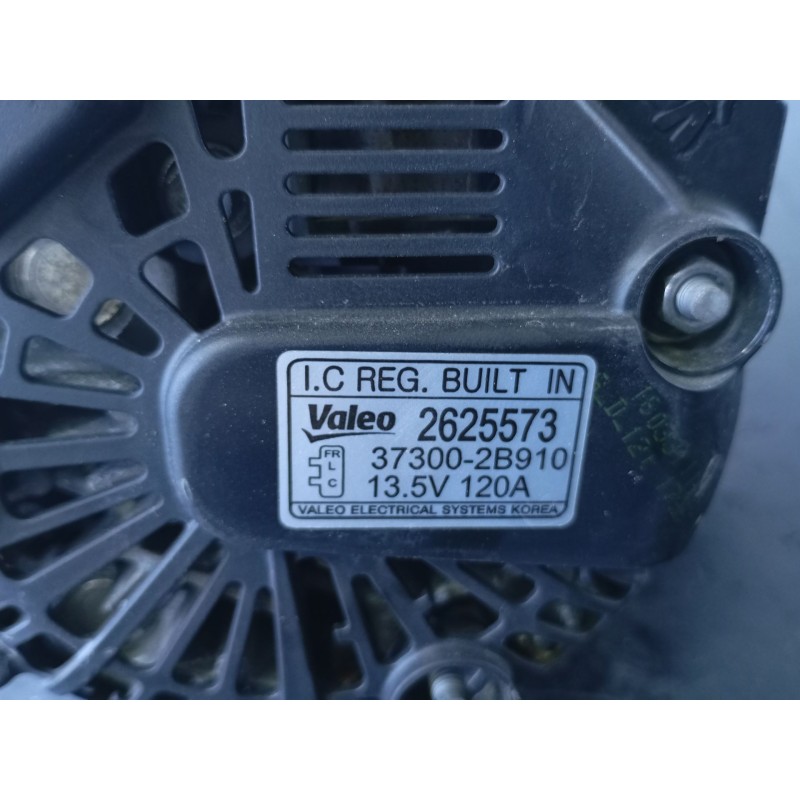 I.C REG. BUILT IN
Valeo 2625573
FR
L
C
37300-2B910
13.5V 120A
VALEO ELECTRICAL SYSTEMS KOREA